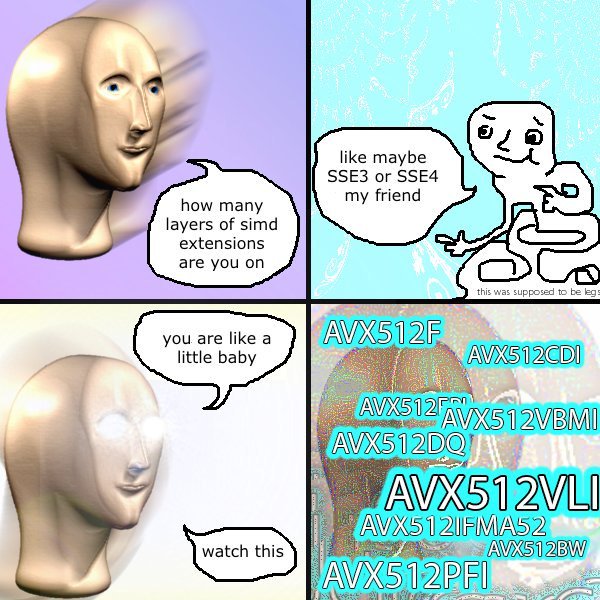 how many
layers of simd
extensions
are you on
like maybe
SSE3 or SSE4
my friend
this was supposed to be legs
you are like a
little baby
watch this
AVX512F
AVX512CDI
AVX512VBMI
AVX512DQ
AVX512VLI
AVX512IFMA52
AVX512BW
AVX512PFI